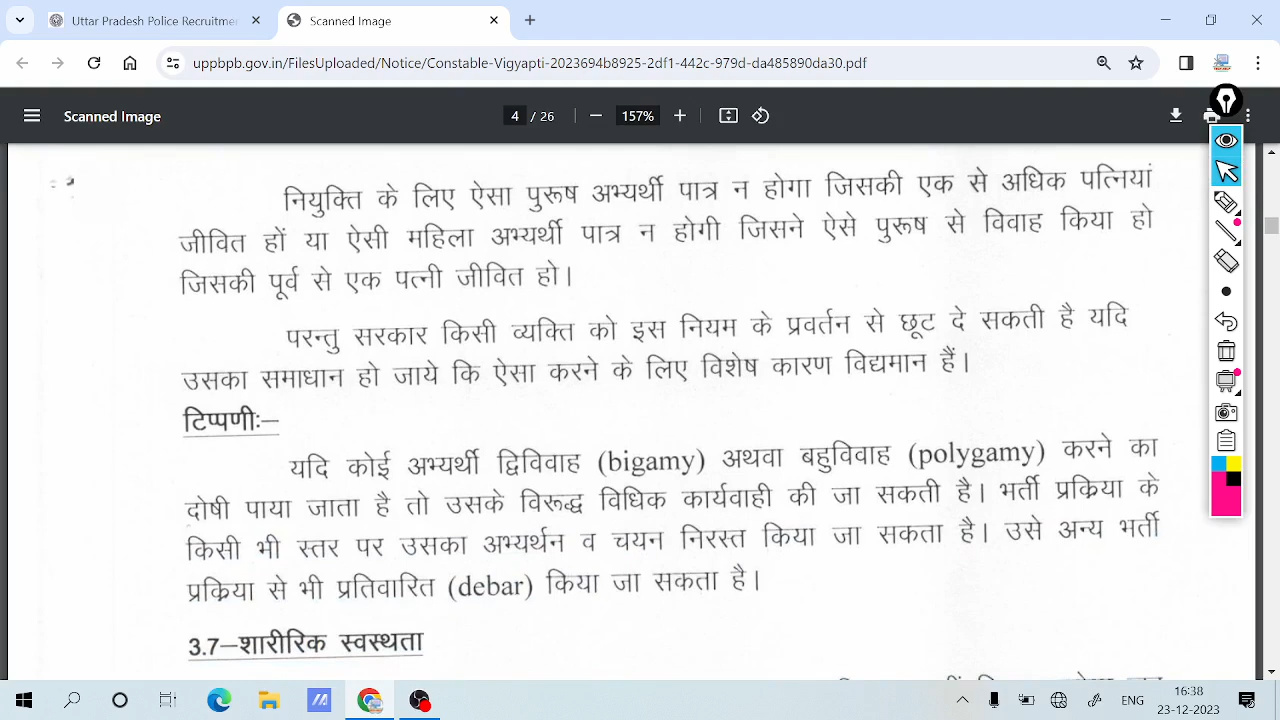 Uttar Pradesh Police Recruitme
Scanned Image
uppbpb.gov.in/FilesUploaded/Notice/Constable-Vigypti-2023694b8925-2df1-442c-979d-da485890da30.pdf
Scanned Image
4 / 26
157%
नियुक्ति के लिए ऐसा पुरूष अभ्यर्थी पात्र न होगा जिसकी एक से अधिक पत्नियां
जीवित हों या ऐसी महिला अभ्यर्थी पात्र न होगी जिसने ऐसे पुरूष से विवाह किया हो
जिसकी पूर्व से एक पत्नी जीवित हो।
परन्तु सरकार किसी व्यक्ति को इस नियम के प्रवर्तन से छूट दे सकती है यदि
उसका समाधान हो जाये कि ऐसा करने के लिए विशेष कारण विद्यमान हैं।
टिप्पणीः–
यदि कोई अभ्यर्थी द्विविवाह (bigamy) अथवा बहुविवाह (polygamy) करने का
दोषी पाया जाता है तो उसके विरूद्ध विधिक कार्यवाही की जा सकती है। भर्ती प्रक्रिया के
किसी भी स्तर पर उसका अभ्यर्थन व चयन निरस्त किया जा सकता है। उसे अन्य भर्ती
प्रक्रिया से भी प्रतिवारित (debar) किया जा सकता है।
3.7–शारीरिक स्वस्थता
ENG
16:38
23-12-2023